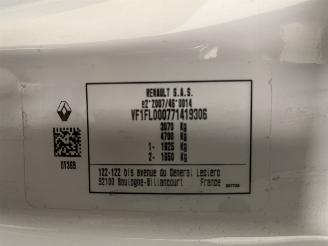 RENAULT S.A.S.
e2*2007/46*0014
VF1FL000771419306
3070 Kg
4700 Kg
1- 1625 Kg
2- 1650 Kg
122-122 bis avenue du General Leclerc
92100 Boulogne-Billancourt France